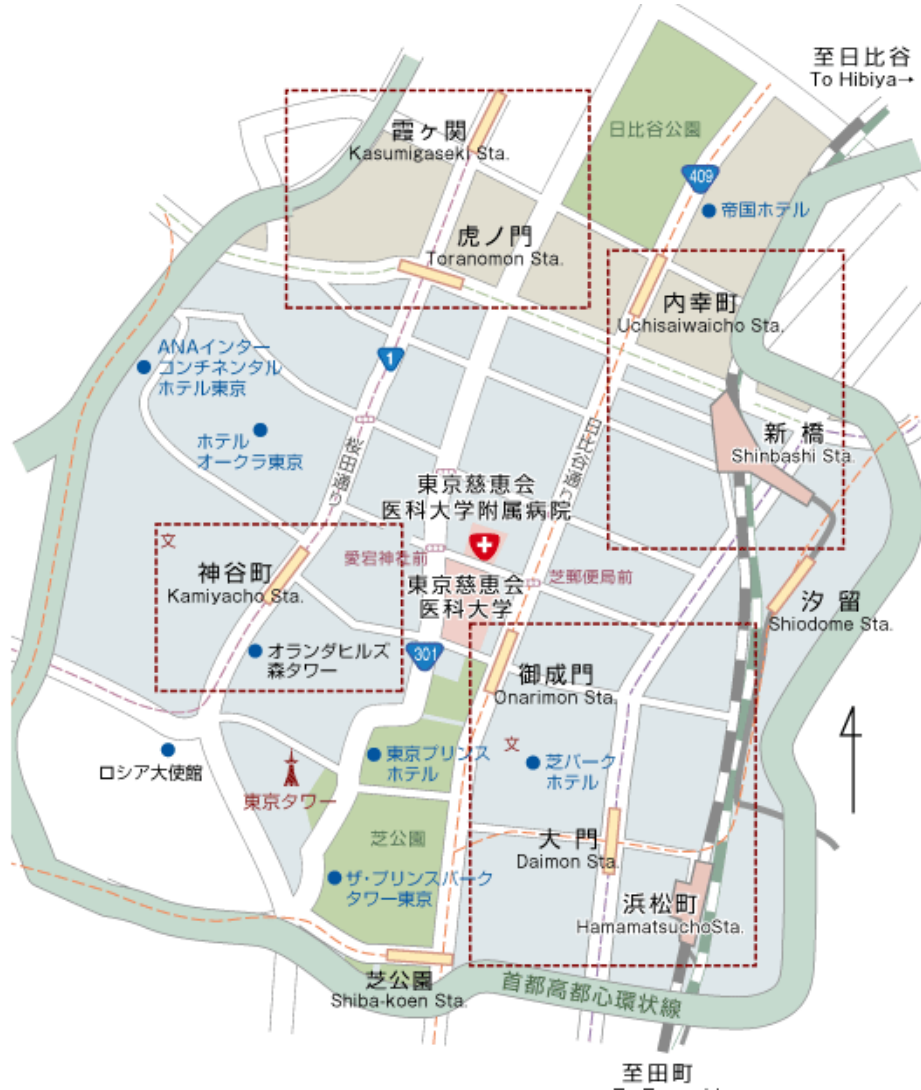 至日比谷
To Hibiya→
霞ヶ関
Kasumigaseki Sta.
日比谷公園
409
帝国ホテル
虎ノ門
Toranomon Sta.
内幸町
Uchisaiwaicho Sta.
ANAインター
コンチネンタル
ホテル東京
1
ホテル
オークラ東京
桜田通り
日比谷通り
新橋
Shinbashi Sta.
東京慈恵会
医科大学附属病院
文
神谷町
Kamiyacho Sta.
愛宕神社前
芝郵便局前
東京慈恵会
医科大学
汐留
Shiodome Sta.
オランダヒルズ
森タワー
301
御成門
Onarimon Sta.
ロシア大使館
東京タワー
東京プリンス
ホテル
文
芝パーク
ホテル
芝公園
大門
Daimon Sta.
ザ・プリンスパーク
タワー東京
浜松町
HamamatsuchoSta.
芝公園
Shiba-koen Sta.
首都高都心環状線
至田町